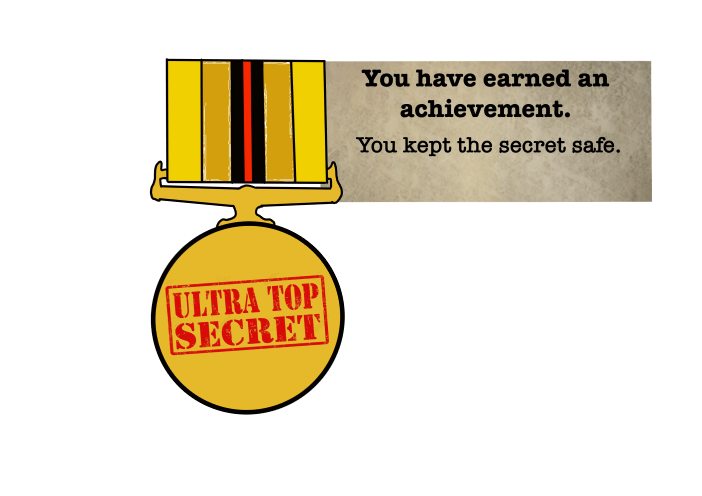 You have earned an
achievement.
You kept the secret safe.
ULTRA TOP
SECRET